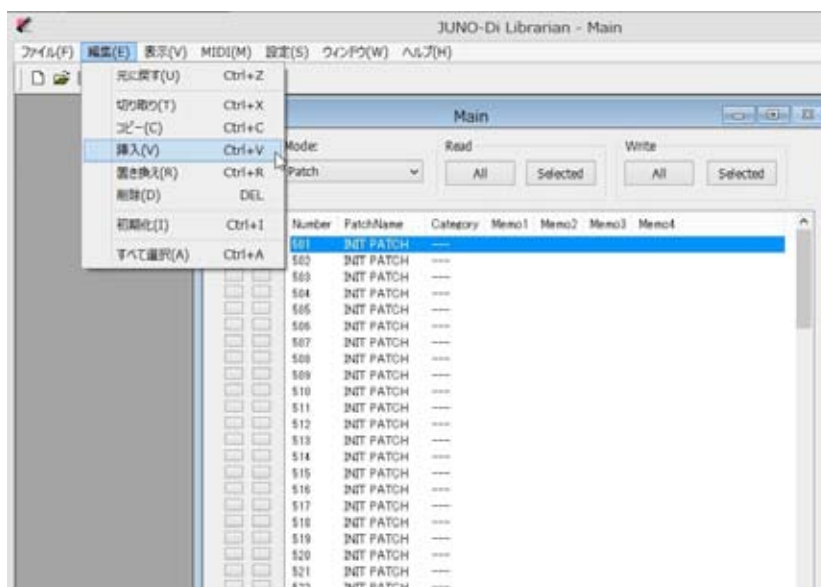 JUNO-Di Librarian - Main
ファイル(F) 編集(E) 表示(V) MIDI(M) 設定(S) ウィンドウ(W) ヘルプ(H)
元に戻す(U) Ctrl+Z
切り取り(T) Ctrl+X
コピー(C) Ctrl+C
挿入(V) Ctrl+V
置き換え(R) Ctrl+R
削除(D) DEL
初期化(I) Ctrl+I
すべて選択(A) Ctrl+A
Main
Mode: Read Write
Patch All Selected All Selected
Number PatchName Category Memo1 Memo2 Memo3 Memo4
501 INIT PATCH ----
502 INIT PATCH ----
503 INIT PATCH ----
504 INIT PATCH ----
505 INIT PATCH ----
506 INIT PATCH ----
507 INIT PATCH ----
508 INIT PATCH ----
509 INIT PATCH ----
510 INIT PATCH ----
511 INIT PATCH ----
512 INIT PATCH ----
513 INIT PATCH ----
514 INIT PATCH ----
515 INIT PATCH ----
516 INIT PATCH ----
517 INIT PATCH ----
518 INIT PATCH ----
519 INIT PATCH ----
520 INIT PATCH ----
521 INIT PATCH ----